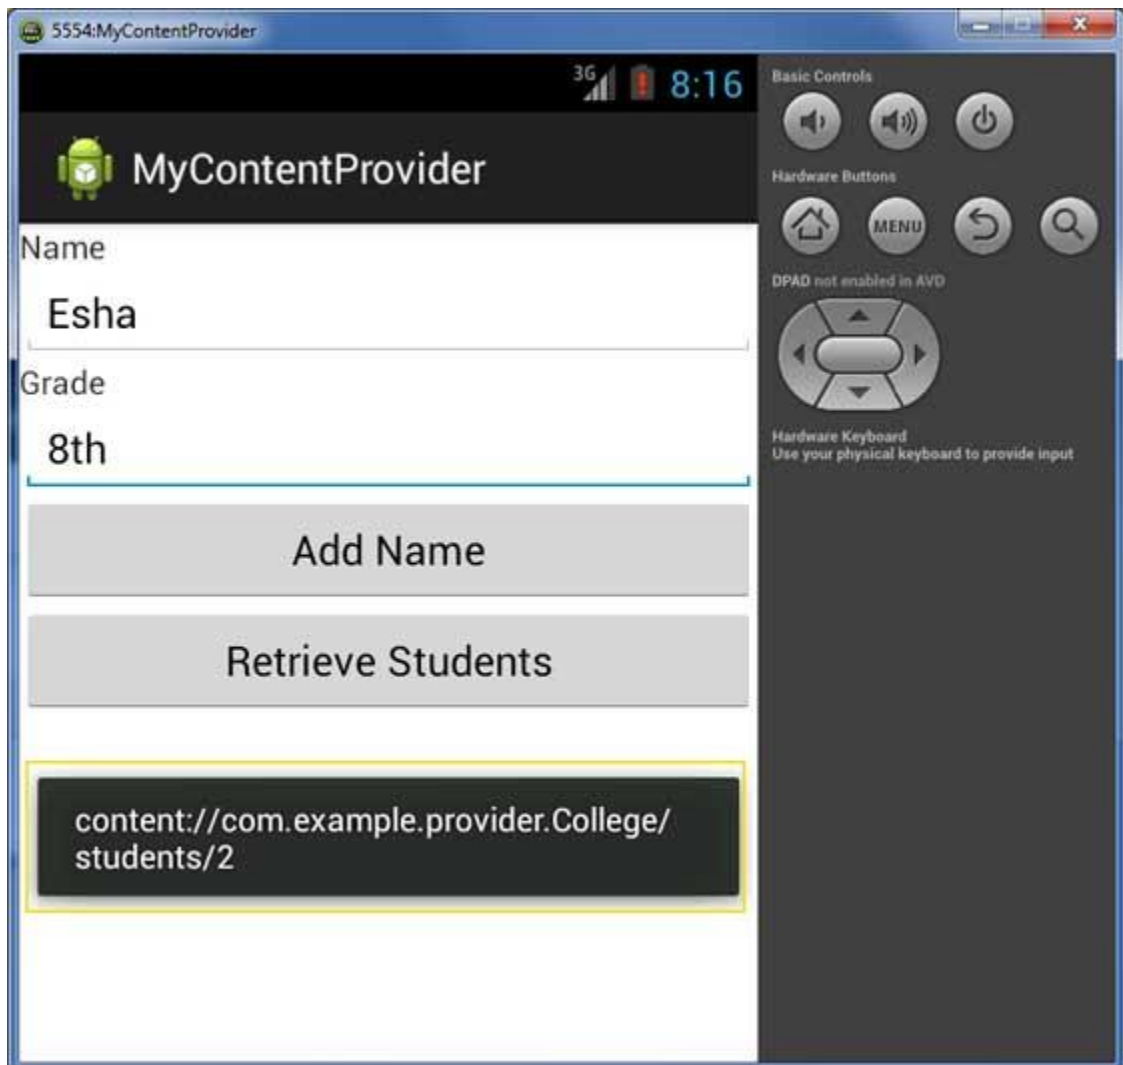 5554:MyContentProvider
3G
8:16
MyContentProvider
Name
Esha
Grade
8th
Add Name
Retrieve Students
content://com.example.provider.College/
students/2
Basic Controls
Hardware Buttons
MENU
DPAD not enabled in AVD
Hardware Keyboard
Use your physical keyboard to provide input